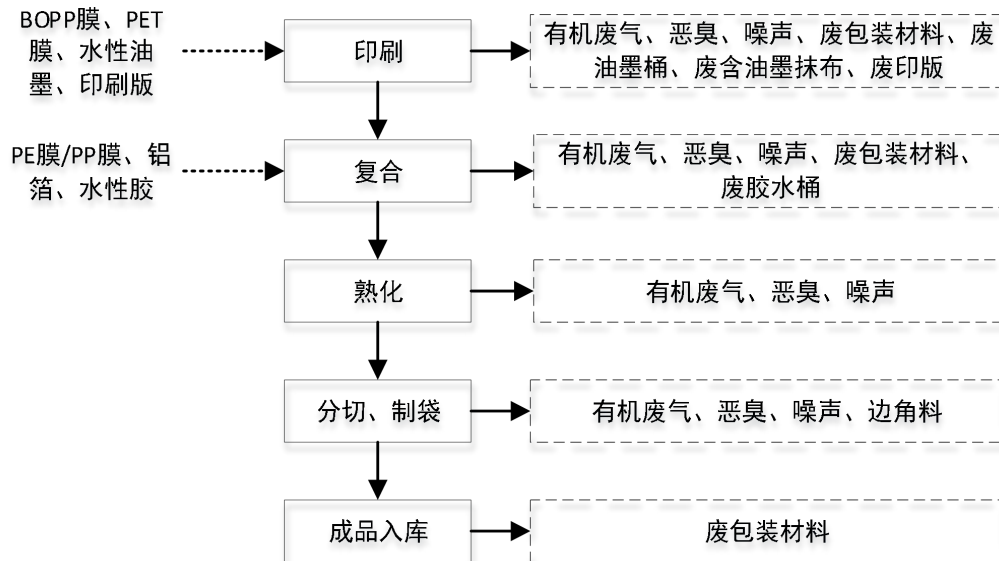 BOPP膜、PET
膜、水性油
墨、印刷版
印刷
有机废气、恶臭、噪声、废包装材料、废
油墨桶、废含油墨抹布、废印版
PE膜/PP膜、铝
箔、水性胶
复合
有机废气、恶臭、噪声、废包装材料、
废胶水桶
熟化
有机废气、恶臭、噪声
分切、制袋
有机废气、恶臭、噪声、边角料
成品入库
废包装材料